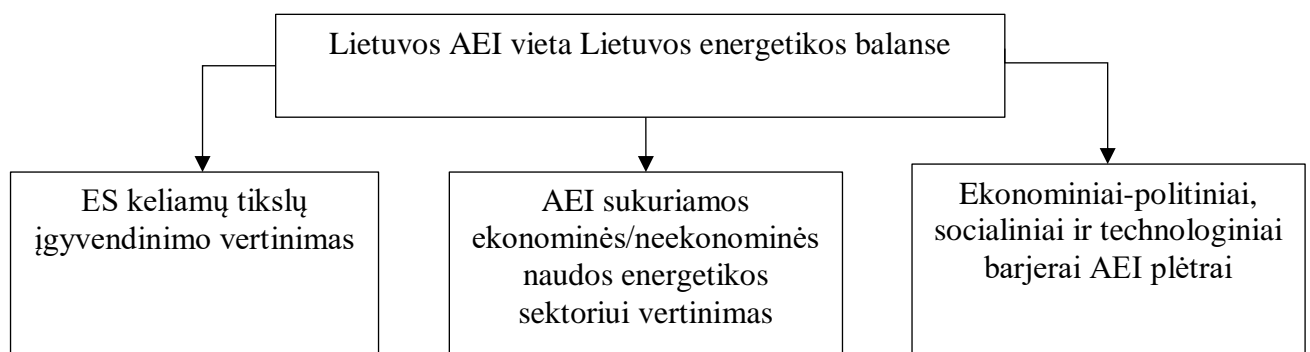 Lietuvos AEI vieta Lietuvos energetikos balanse
ES keliamų tikslų
įgyvendinimo vertinimas
AEI sukuriamos
ekonominės/neekonominės
naudos energetikos
sektoriui vertinimas
Ekonominiai-politiniai,
socialiniai ir technologiniai
barjerai AEI plėtrai